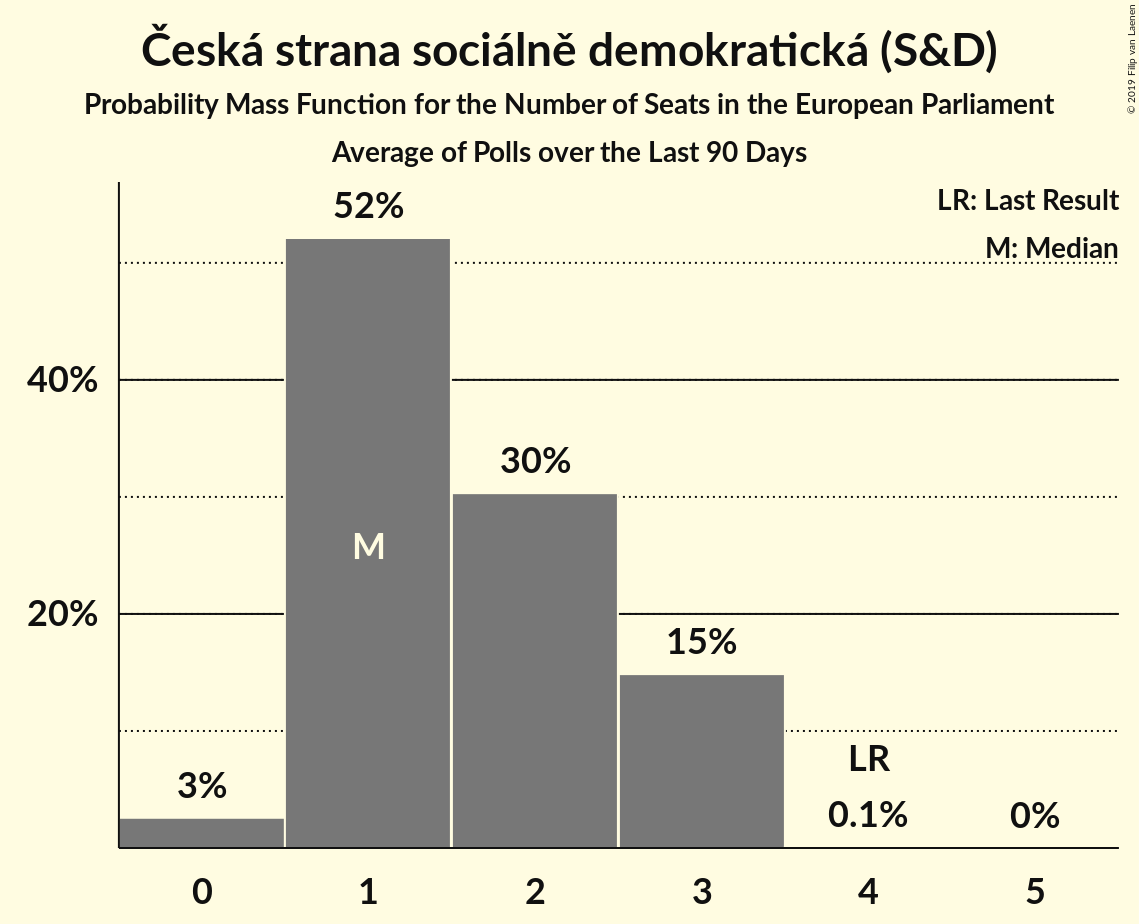 Česká strana sociálně demokratická (S&D)
Probability Mass Function for the Number of Seats in the European Parliament
Average of Polls over the Last 90 Days
© 2019 Filip van Laenen
LR: Last Result
M: Median
52%
40%
30%
M
20%
15%
3%
LR
0.1%
0%
0 1 2 3 4 5